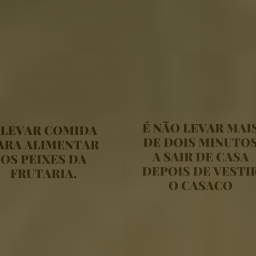 LEVAR COMIDA
ARA ALIMENTAR
OS PEIXES DA
FRUTARIA.
É NÃO LEVAR MAIS
DE DOIS MINUTOS
A SAIR DE CASA
DEPOIS DE VESTIR
O CASACO